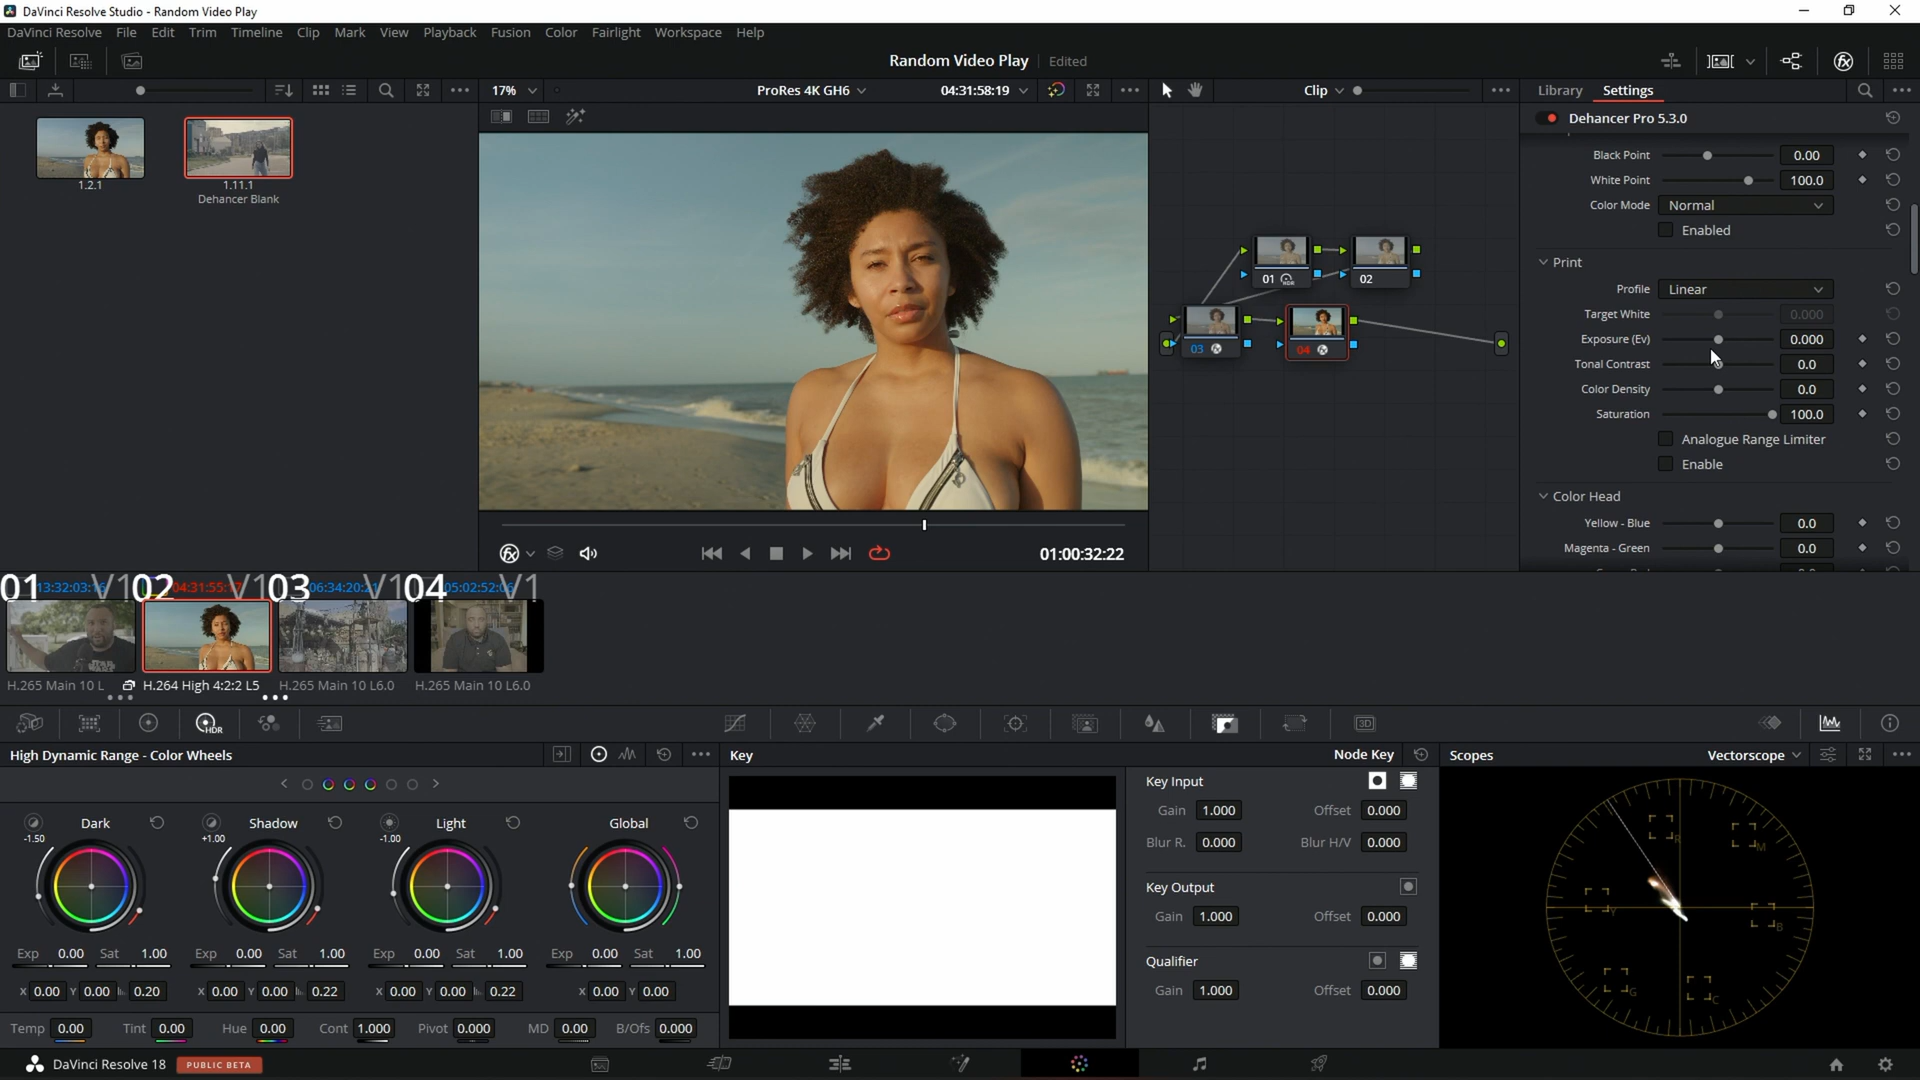 DaVinci Resolve Studio - Random Video Play
DaVinci Resolve File Edit Trim Timeline Clip Mark View Playback Fusion Color Fairlight Workspace Help
Random Video Play Edited
17% ProRes 4K GH6 04:31:58:19 Clip Library Settings
Dehancer Pro 5.3.0
Black Point 0.00
White Point 100.0
Color Mode Normal
Enabled
Print
Profile Linear
Target White 0.000
Exposure (Ev) 0.000
Tonal Contrast 0.0
Color Density 0.0
Saturation 100.0
Analogue Range Limiter
Enable
Color Head
Yellow - Blue 0.0
Magenta - Green 0.0
1.2.1
1.11.1
Dehancer Blank
01 HDR 02
03 04
01:00:32:22
01 V1 02 V1 03 V1 04 V1
H.265 Main 10 L H.264 High 4:2:2 L5 H.265 Main 10 L6.0 H.265 Main 10 L6.0
HDR 3D
High Dynamic Range - Color Wheels
Dark Shadow Light Global
-1.50 +1.00 -1.00
Exp 0.00 Sat 1.00 Exp 0.00 Sat 1.00 Exp 0.00 Sat 1.00 Exp 0.00 Sat 1.00
X 0.00 Y 0.00 0.20 X 0.00 Y 0.00 0.22 X 0.00 Y 0.00 0.22 X 0.00 Y 0.00
Temp 0.00 Tint 0.00 Hue 0.00 Cont 1.000 Pivot 0.000 MD 0.00 B/Ofs 0.000
Key Node Key
Key Input
Gain 1.000 Offset 0.000
Blur R. 0.000 Blur H/V 0.000
Key Output
Gain 1.000 Offset 0.000
Qualifier
Gain 1.000 Offset 0.000
Scopes Vectorscope
R M
Y B
G C
DaVinci Resolve 18 PUBLIC BETA